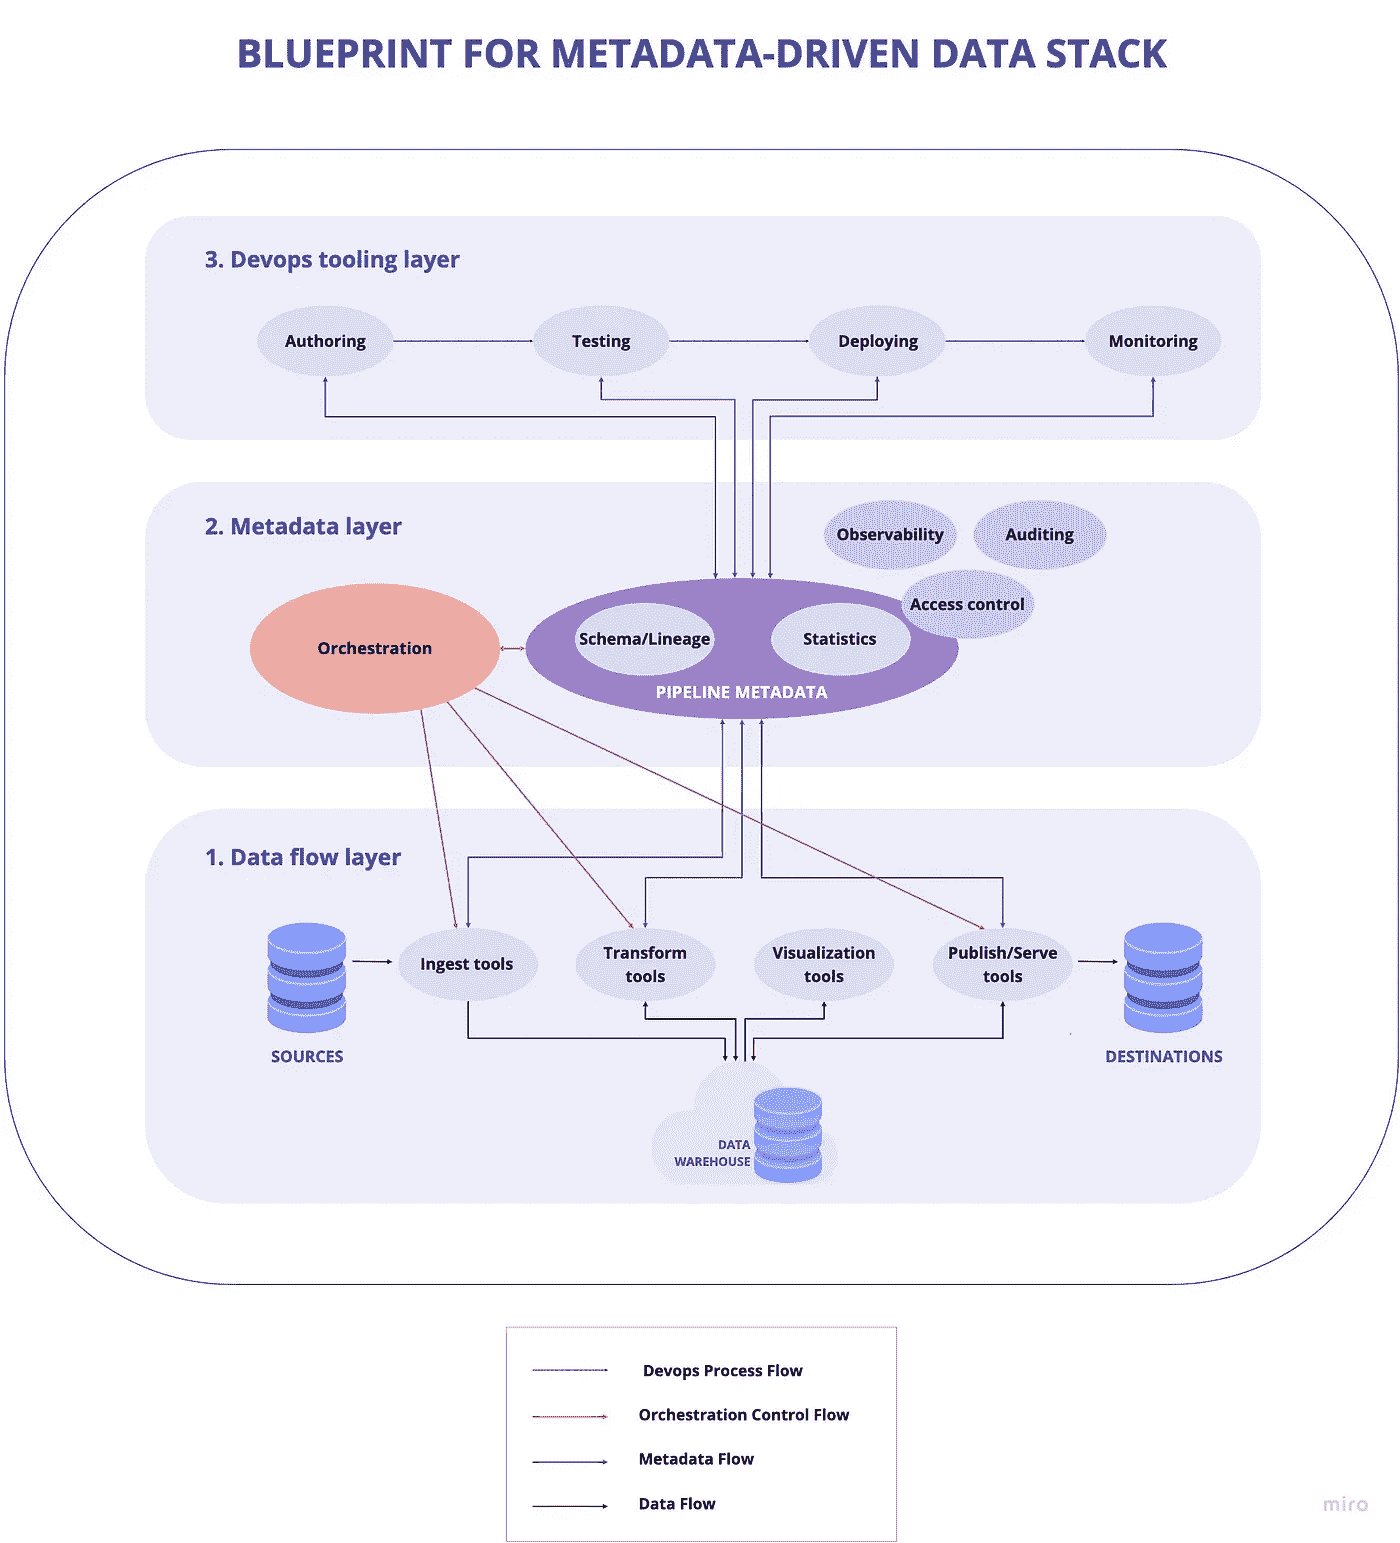 BLUEPRINT FOR METADATA-DRIVEN DATA STACK
3. Devops tooling layer
Authoring
Testing
Deploying
Monitoring
2. Metadata layer
Observability
Auditing
Access control
Orchestration
Schema/Lineage
Statistics
PIPELINE METADATA
1. Data flow layer
Ingest tools
Transform
tools
Visualization
tools
Publish/Serve
tools
SOURCES
DESTINATIONS
DATA
WAREHOUSE
Devops Process Flow
Orchestration Control Flow
Metadata Flow
Data Flow
miro